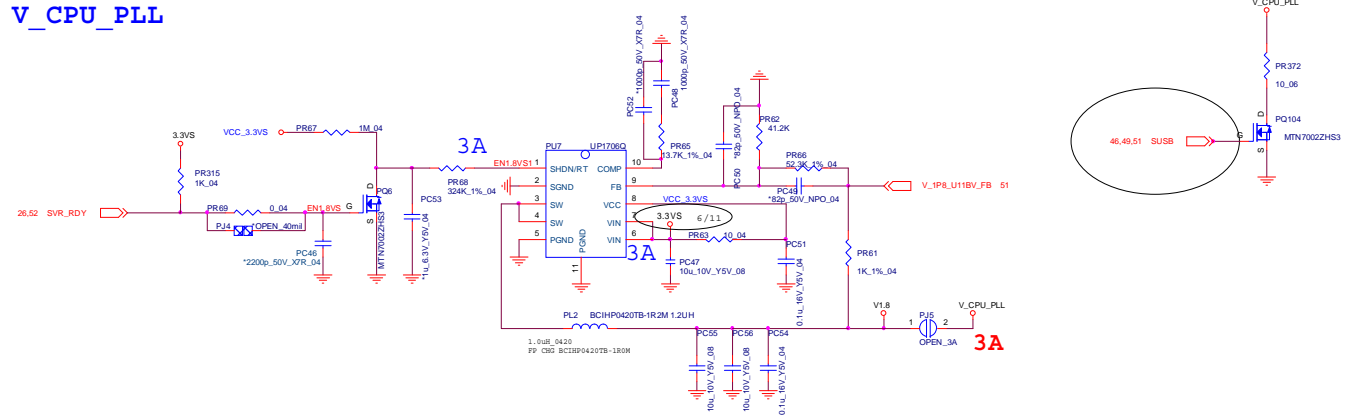 V_CPU_PLL
V_CPU_PLL
PR372
10_06
D
PQ104
G
MTN7002ZHS3
S
46,49,51 SUSB
*1000p_50V_X7R_04
1000p_50V_X7R_04
PC52
PC48
*82p_50V_NPO_04
PR62
41.2K
PC50
PR65
13.7K_1%_04
PR66
52.3K_1%_04
PC49
*82p_50V_NPO_04
V_1P8_U11BV_FB 51
3.3VS
VCC_3.3VS
PR67
1M_04
3A
PR315
1K_04
PR68
324K_1%_04
EN1.8VS1
PU7
UP1706Q
1 SHDN/RT
COMP 10
2 SGND
FB 9
3 SW
VCC 8
4 SW
VIN 7
5 PGND
VIN 6
PGND
11
VCC_3.3VS
3.3VS
6/11
3A
PR63
10_04
PC47
10u_10V_Y5V_08
PC51
0.1u_16V_Y5V_04
PR61
1K_1%_04
26,52 SVR_RDY
PR69
0_04
EN1.8VS
PJ4
*OPEN_40mil
PC46
*2200p_50V_X7R_04
G
D
S
PQ6
MTN7002ZHS3
PC53
*1u_6.3V_Y5V_04
PL2
BCIHP0420TB-1R2M 1.2UH
1.0uH_0420
FP CHG BCIHP0420TB-1R0M
PC55
PC56
PC54
10u_10V_Y5V_08
10u_10V_Y5V_08
0.1u_16V_Y5V_04
V1.8
PJ5
1
2
OPEN_3A
V_CPU_PLL
3A